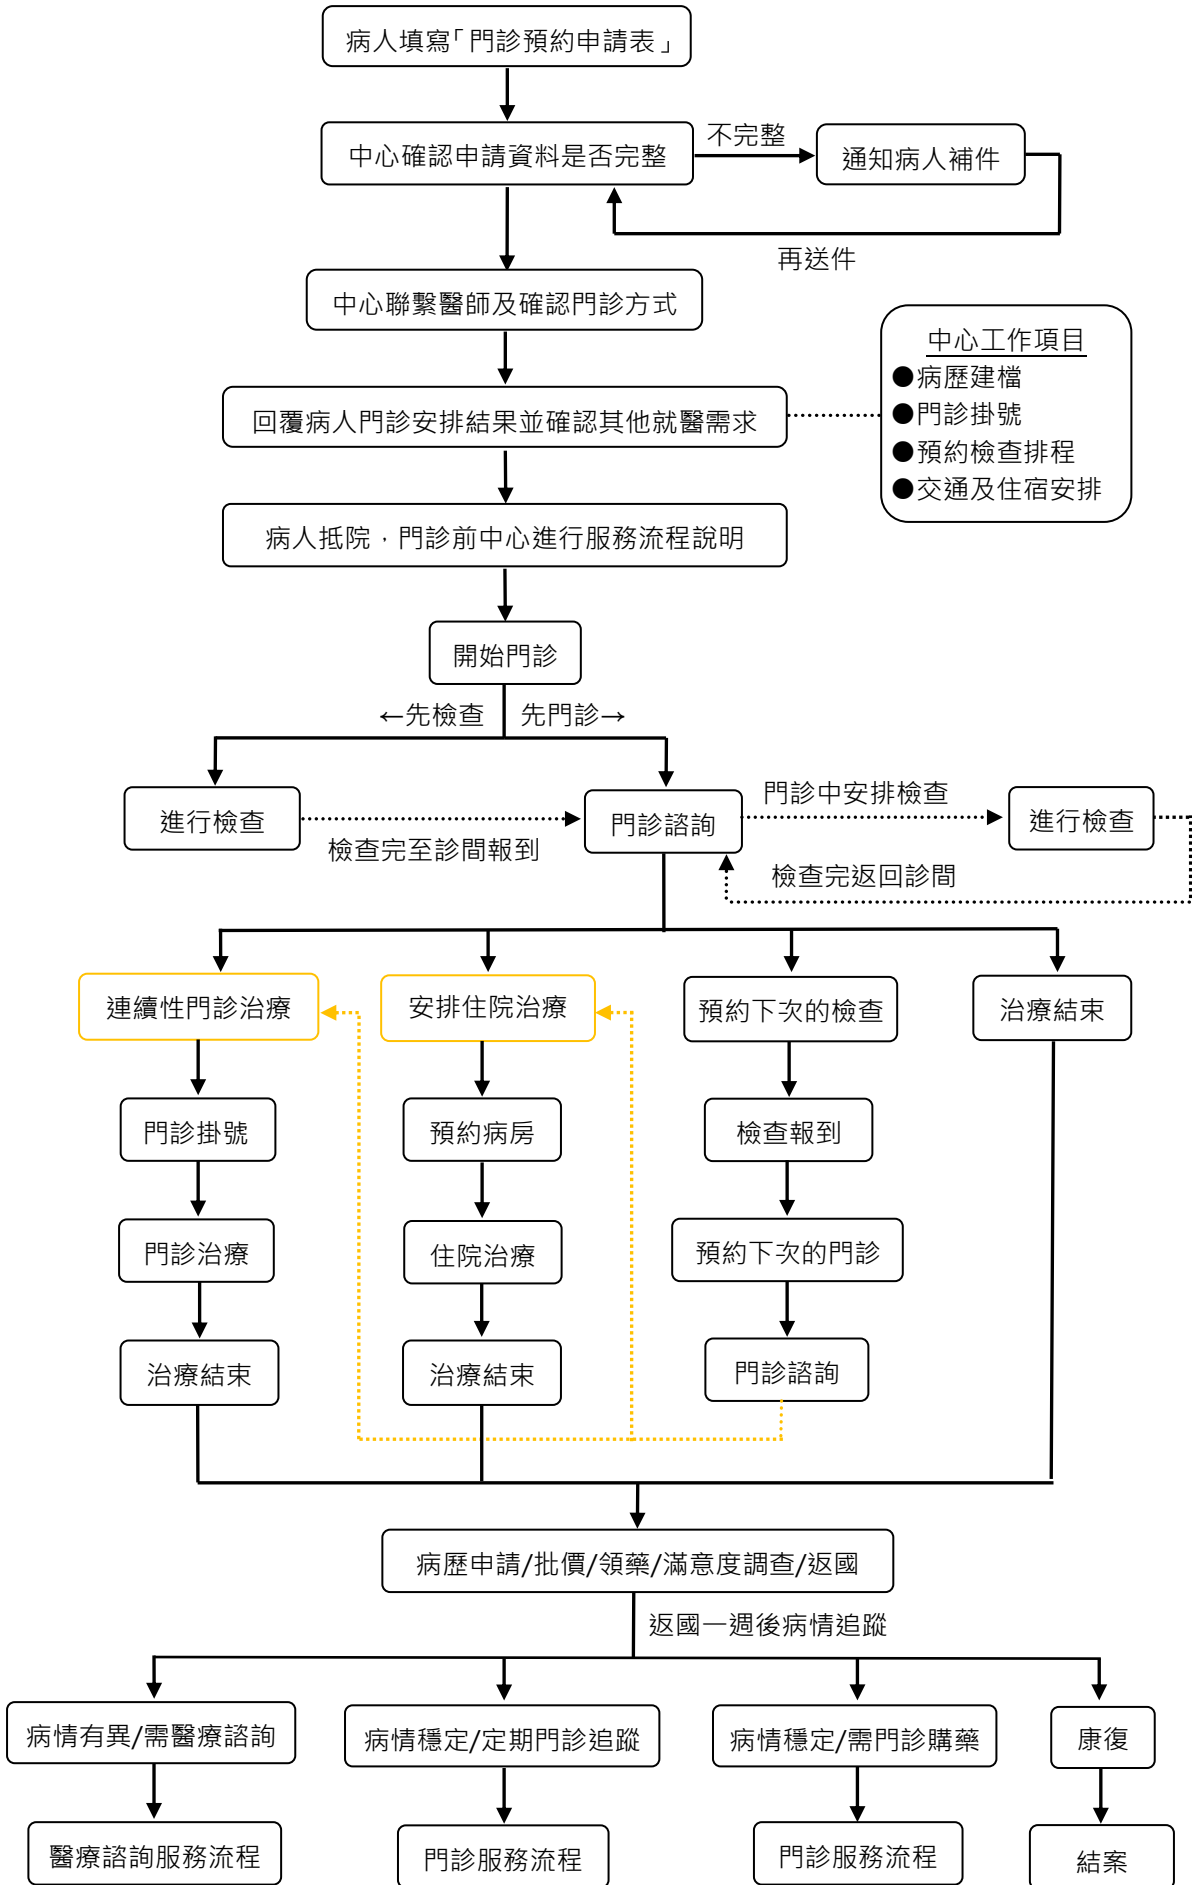 病人填寫「門診預約申請表」
中心確認申請資料是否完整
不完整
通知病人補件
再送件
中心聯繫醫師及確認門診方式
中心工作項目
●病歷建檔
●門診掛號
●預約檢查排程
●交通及住宿安排
回覆病人門診安排結果並確認其他就醫需求
病人抵院，門診前中心進行服務流程說明
開始門診
←先檢查
先門診→
進行檢查
檢查完至診間報到
門診諮詢
門診中安排檢查
進行檢查
檢查完返回診間
連續性門診治療
安排住院治療
預約下次的檢查
治療結束
門診掛號
預約病房
檢查報到
門診治療
住院治療
預約下次的門診
治療結束
治療結束
門診諮詢
病歷申請/批價/領藥/滿意度調查/返國
返國一週後病情追蹤
病情有異/需醫療諮詢
病情穩定/定期門診追蹤
病情穩定/需門診購藥
康復
醫療諮詢服務流程
門診服務流程
門診服務流程
結案